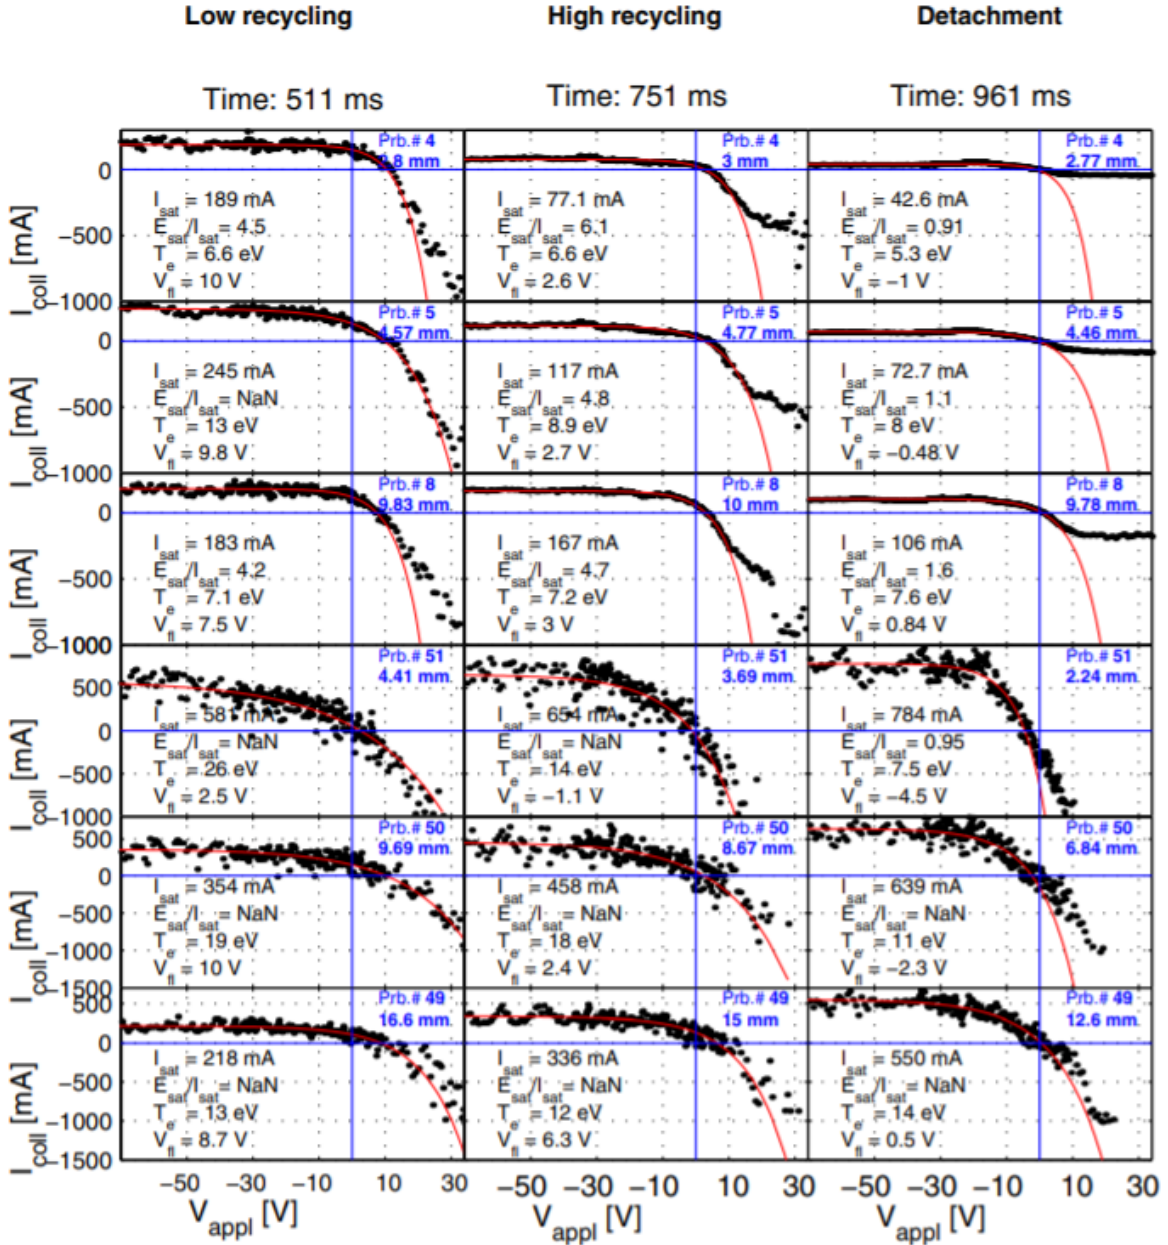 Low recycling High recycling Detachment
Time: 511 ms Time: 751 ms Time: 961 ms
Prb.# 4
9.8 mm
I_sat = 189 mA
E_sat/I_sat = 4.5
T_e = 6.6 eV
V_fl = 10 V
Prb.# 4
3 mm
I_sat = 77.1 mA
E_sat/I_sat = 6.1
T_e = 6.6 eV
V_fl = 2.6 V
Prb.# 4
2.77 mm
I_sat = 42.6 mA
E_sat/I_sat = 0.91
T_e = 5.3 eV
V_fl = −1 V
0
−500
−1000
I_coll [mA]
Prb.# 5
4.57 mm
I_sat = 245 mA
E_sat/I_sat = NaN
T_e = 13 eV
V_fl = 9.8 V
Prb.# 5
4.77 mm
I_sat = 117 mA
E_sat/I_sat = 4.8
T_e = 8.9 eV
V_fl = 2.7 V
Prb.# 5
4.46 mm
I_sat = 72.7 mA
E_sat/I_sat = 1.1
T_e = 8 eV
V_fl = −0.48 V
0
−500
−1000
I_coll [mA]
Prb.# 8
9.83 mm
I_sat = 183 mA
E_sat/I_sat = 4.2
T_e = 7.1 eV
V_fl = 7.5 V
Prb.# 8
10 mm
I_sat = 167 mA
E_sat/I_sat = 4.7
T_e = 7.2 eV
V_fl = 3 V
Prb.# 8
9.78 mm
I_sat = 106 mA
E_sat/I_sat = 1.6
T_e = 7.6 eV
V_fl = 0.84 V
0
−500
I_coll [mA]
Prb.# 51
4.41 mm
I_sat = 581 mA
E_sat/I_sat = NaN
T_e = 26 eV
V_fl = 2.5 V
Prb.# 51
3.69 mm
I_sat = 654 mA
E_sat/I_sat = NaN
T_e = 14 eV
V_fl = −1.1 V
Prb.# 51
2.24 mm
I_sat = 784 mA
E_sat/I_sat = 0.95
T_e = 7.5 eV
V_fl = −4.5 V
1000
500
0
−500
−1000
I_coll [mA]
Prb.# 50
9.69 mm
I_sat = 354 mA
E_sat/I_sat = NaN
T_e = 19 eV
V_fl = 10 V
Prb.# 50
8.67 mm
I_sat = 458 mA
E_sat/I_sat = NaN
T_e = 18 eV
V_fl = 2.4 V
Prb.# 50
6.84 mm
I_sat = 639 mA
E_sat/I_sat = NaN
T_e = 11 eV
V_fl = −2.3 V
500
0
−500
−1000
−1500
I_coll [mA]
Prb.# 49
16.6 mm
I_sat = 218 mA
E_sat/I_sat = NaN
T_e = 13 eV
V_fl = 8.7 V
Prb.# 49
15 mm
I_sat = 336 mA
E_sat/I_sat = NaN
T_e = 12 eV
V_fl = 6.3 V
Prb.# 49
12.6 mm
I_sat = 550 mA
E_sat/I_sat = NaN
T_e = 14 eV
V_fl = 0.5 V
500
0
−500
−1000
−1500
I_coll [mA]
−50 −30 −10 10 30 −50 −30 −10 10 30 −50 −30 −10 10 30
V_appl [V] V_appl [V] V_appl [V]